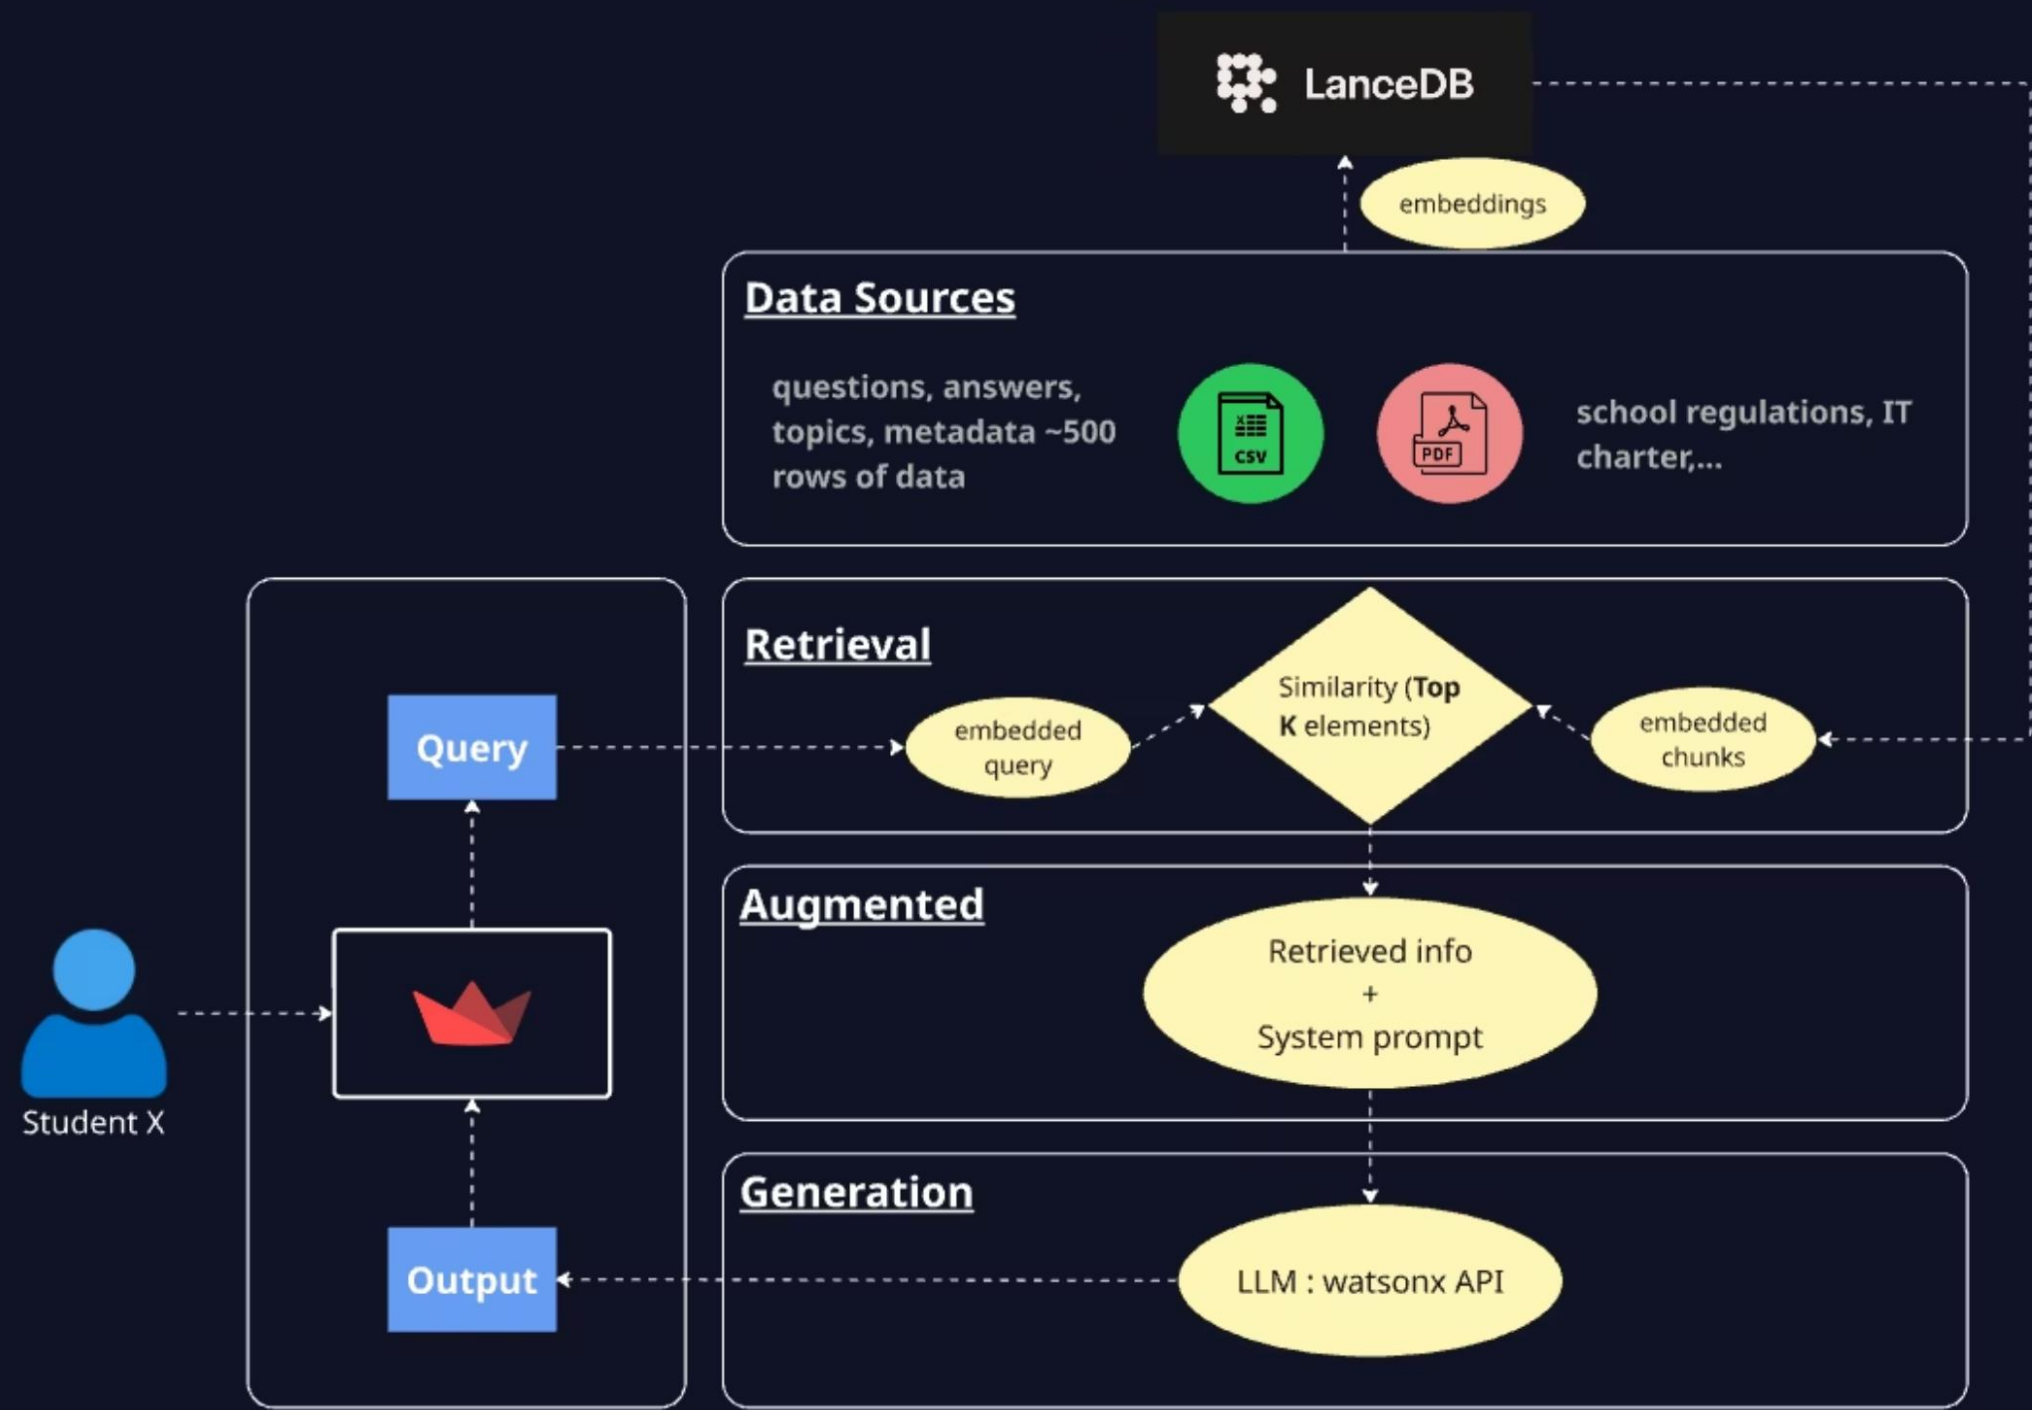 LanceDB
embeddings
Data Sources
questions, answers,
topics, metadata ~500
rows of data
CSV
PDF
school regulations, IT
charter,...
Retrieval
Query
embedded
query
Similarity (Top
K elements)
embedded
chunks
Augmented
Retrieved info
+
System prompt
Student X
Generation
Output
LLM : watsonx API